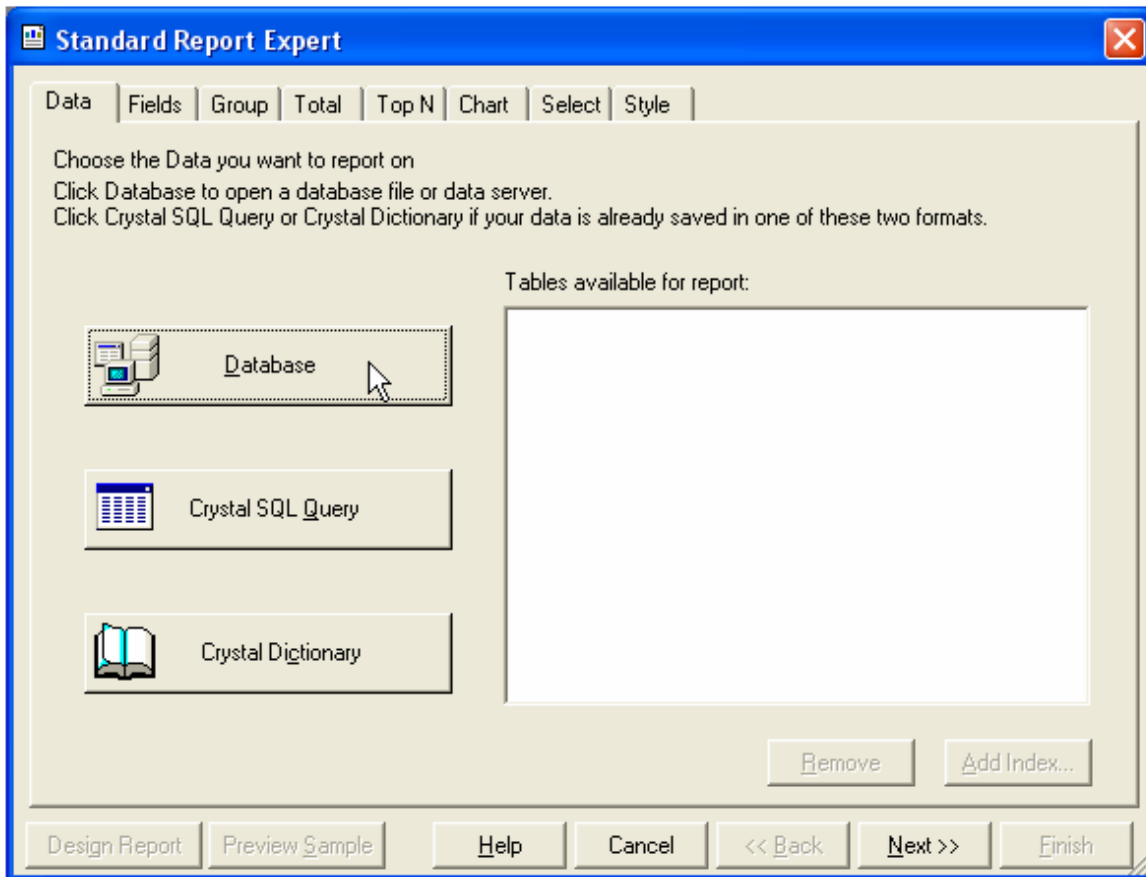 Standard Report Expert
Data Fields Group Total Top N Chart Select Style
Choose the Data you want to report on
Click Database to open a database file or data server.
Click Crystal SQL Query or Crystal Dictionary if your data is already saved in one of these two formats.
Tables available for report:
Database
Crystal SQL Query
Crystal Dictionary
Remove Add Index...
Design Report Preview Sample Help Cancel << Back Next >> Finish